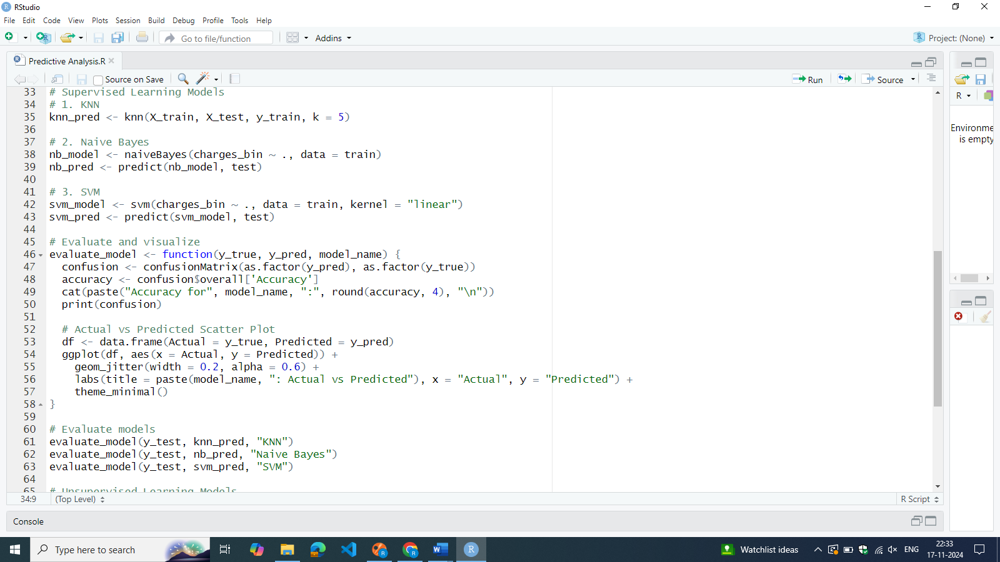 RStudio
File Edit Code View Plots Session Build Debug Profile Tools Help
Go to file/function Addins Project: (None)
Predictive Analysis.R
Source on Save Run Source
33 # Supervised Learning Models
34 # 1. KNN
35 knn_pred <- knn(X_train, X_test, y_train, k = 5)
36
37 # 2. Naive Bayes
38 nb_model <- naiveBayes(charges_bin ~ ., data = train)
39 nb_pred <- predict(nb_model, test)
40
41 # 3. SVM
42 svm_model <- svm(charges_bin ~ ., data = train, kernel = "linear")
43 svm_pred <- predict(svm_model, test)
44
45 # Evaluate and visualize
46 evaluate_model <- function(y_true, y_pred, model_name) {
47 confusion <- confusionMatrix(as.factor(y_pred), as.factor(y_true))
48 accuracy <- confusion$overall['Accuracy']
49 cat(paste("Accuracy for", model_name, ":", round(accuracy, 4), "\n"))
50 print(confusion)
51
52 # Actual vs Predicted Scatter Plot
53 df <- data.frame(Actual = y_true, Predicted = y_pred)
54 ggplot(df, aes(x = Actual, y = Predicted)) +
55 geom_jitter(width = 0.2, alpha = 0.6) +
56 labs(title = paste(model_name, ": Actual vs Predicted"), x = "Actual", y = "Predicted") +
57 theme_minimal()
58 }
59
60 # Evaluate models
61 evaluate_model(y_test, knn_pred, "KNN")
62 evaluate_model(y_test, nb_pred, "Naive Bayes")
63 evaluate_model(y_test, svm_pred, "SVM")
64
65 # Unsupervised Learning Models
34:9 (Top Level) R Script
Console
R
Environme
is empty
Type here to search Watchlist ideas ENG 22:33
17-11-2024